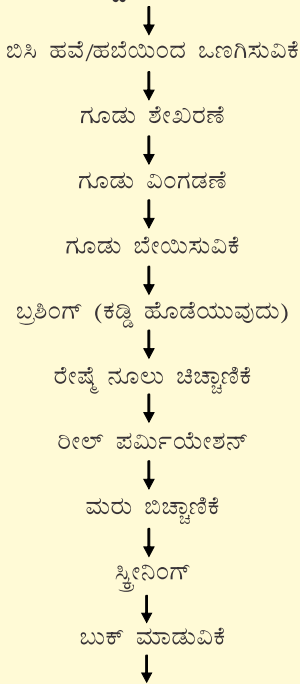 ಬಿಸಿ ಹವೆ/ಹಬೆಯಿಂದ ಒಣಗಿಸುವಿಕೆ
ಗೂಡು ಶೇಖರಣೆ
ಗೂಡು ವಿಂಗಡಣೆ
ಗೂಡು ಬೇಯಿಸುವಿಕೆ
ಬ್ರಶಿಂಗ್ (ಕಡ್ಡಿ ಹೊಡೆಯುವುದು)
ರೇಷ್ಮೆ ನೂಲು ಚಿಚ್ಚಾಣಿಕೆ
ರೀಲ್ ಪರ್ಮಿಯೇಶನ್
ಮರು ಬಿಚ್ಚಾಣಿಕೆ
ಸ್ಕ್ರೀನಿಂಗ್
ಬುಕ್ ಮಾಡುವಿಕೆ